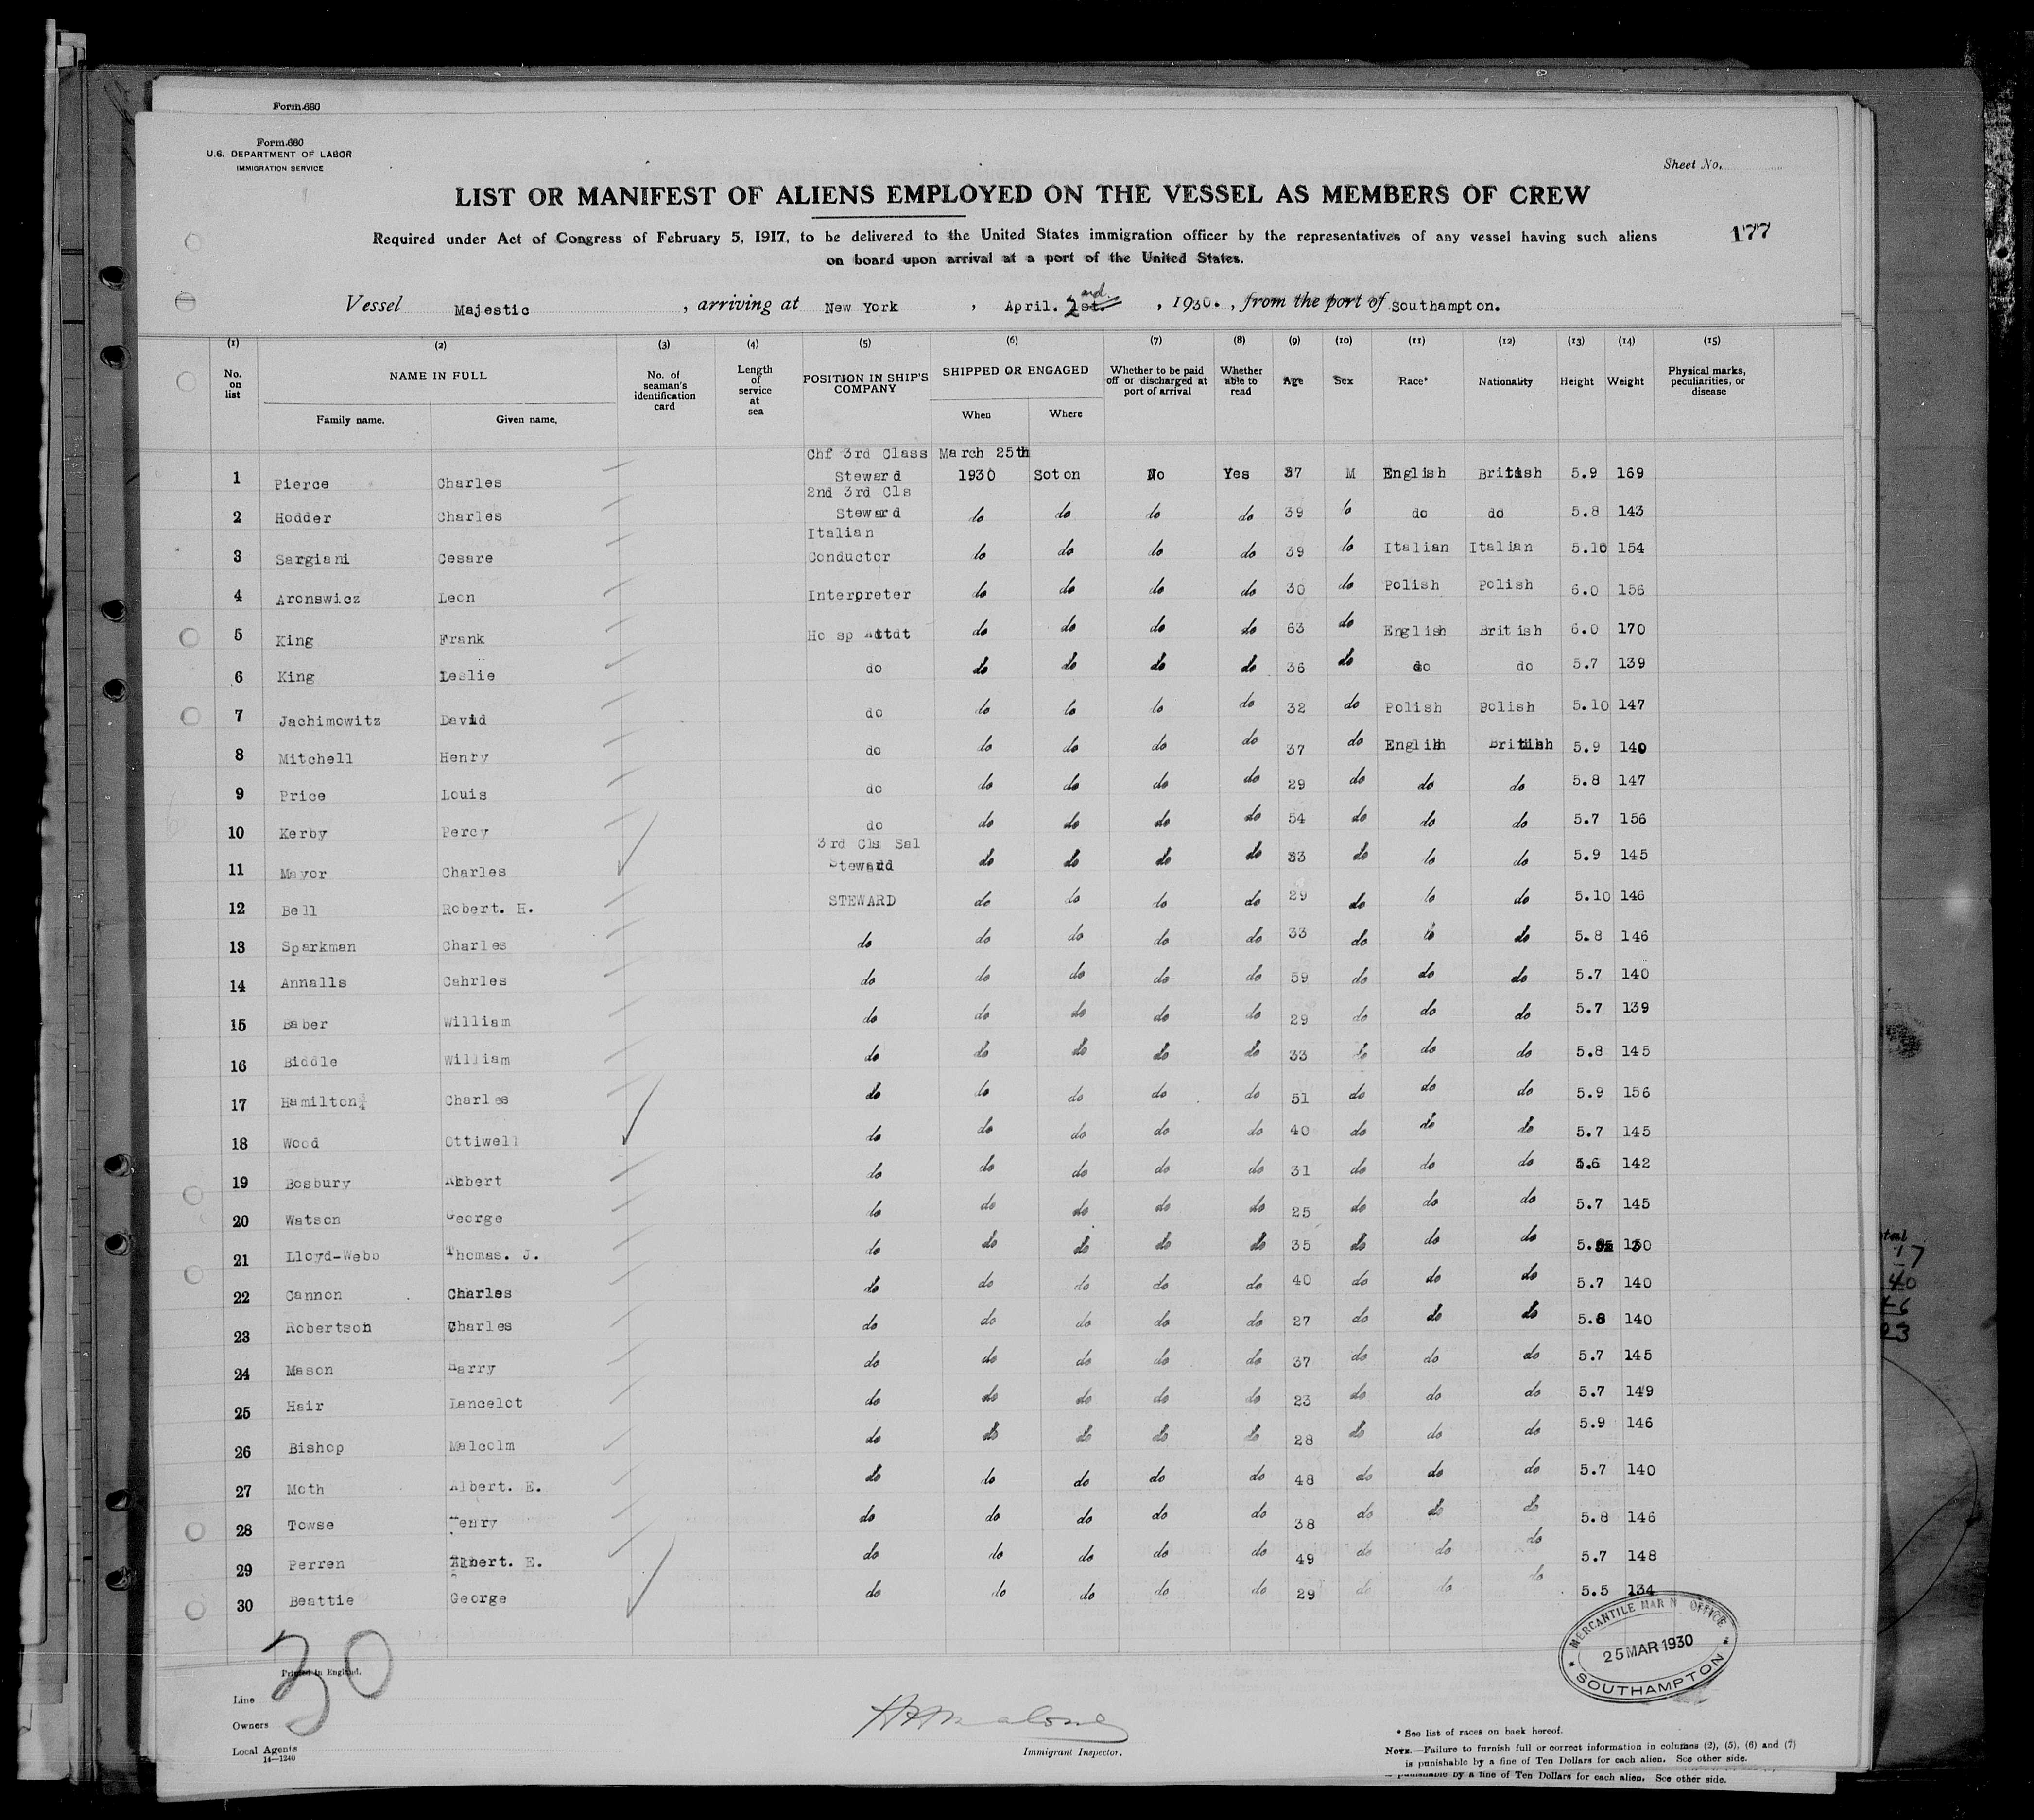 Form 680
Form 680
U.S. DEPARTMENT OF LABOR
IMMIGRATION SERVICE
Sheet No.
LIST OR MANIFEST OF ALIENS EMPLOYED ON THE VESSEL AS MEMBERS OF CREW
Required under Act of Congress of February 5, 1917, to be delivered to the United States immigration officer by the representatives of any vessel having such aliens
on board upon arrival at a port of the United States.
177
Vessel Majestic , arriving at New York , April. 2nd , 1930. , from the port of Southampton.
(1) (2) (3) (4) (5) (6) (7) (8) (9) (10) (11) (12) (13) (14) (15)
No. on list NAME IN FULL Family name. Given name. No. of seaman's identification card Length of service at sea POSITION IN SHIP'S COMPANY SHIPPED OR ENGAGED When Where Whether to be paid off or discharged at port of arrival Whether able to read Age Sex Race* Nationality Height Weight Physical marks, peculiarities, or disease
1 Pierce Charles Chf 3rd Class Steward March 25th 1930 Soton No Yes 37 M English British 5.9 169
2 Hodder Charles 2nd 3rd Cls Steward do do do do 39 do do do 5.8 143
3 Sargiani Cesare Italian Conductor do do do do 39 do Italian Italian 5.10 154
4 Aronswicz Leon Interpreter do do do do 30 do Polish Polish 6.0 156
5 King Frank Hosp Attdt do do do do 63 do English British 6.0 170
6 King Leslie do do do do do 36 do do do 5.7 139
7 Jachimowitz David do do do do do 32 do Polish Polish 5.10 147
8 Mitchell Henry do do do do do 37 do English British 5.9 140
9 Price Louis do do do do do 29 do do do 5.8 147
10 Kerby Percy do do do do do 54 do do do 5.7 156
11 Mayor Charles 3rd Cls Sal Steward do do do do 33 do do do 5.9 145
12 Bell Robert. H. STEWARD do do do do 29 do do do 5.10 146
13 Sparkman Charles do do do do do 33 do do do 5.8 146
14 Annalls Cahrles do do do do do 59 do do do 5.7 140
15 Baber William do do do do do 29 do do do 5.7 139
16 Biddle William do do do do do 33 do do do 5.8 145
17 Hamilton Charles do do do do do 51 do do do 5.9 156
18 Wood Ottiwell do do do do do 40 do do do 5.7 145
19 Bosbury do do do do do 31 do do do 5.6 142
20 Watson George do do do do do 25 do do do 5.7 145
21 Lloyd-Webb Thomas. J. do do do do do 35 do do do
22 Cannon Charles do do do do do 40 do do do 5.7 140
23 Robertson Charles do do do do do 27 do do do 5.8 140
24 Mason Harry do do do do do 37 do do do 5.7 145
25 Hair Lancelot do do do do do 23 do do do 5.7 149
26 Bishop Malcolm do do do do do 28 do do do 5.9 146
27 Moth Albert. E. do do do do do 48 do do do 5.7 140
28 Towse Henry do do do do do 38 do do do 5.8 146
29 Perren Albert. E. do do do do do 49 do do do 5.7 148
30 Beattie George do do do do do 29 do do do 5.5 134
30
MERCANTILE MARINE OFFICE
25 MAR 1930
SOUTHAMPTON
Printed in England.
Line
Owners
Local Agents
14—1240
Immigrant Inspector.
* See list of races on back hereof.
NOTE.—Failure to furnish full or correct information in columns (2), (5), (6) and (7)
is punishable by a fine of Ten Dollars for each alien. See other side.
is punishable by a fine of Ten Dollars for each alien. See other side.